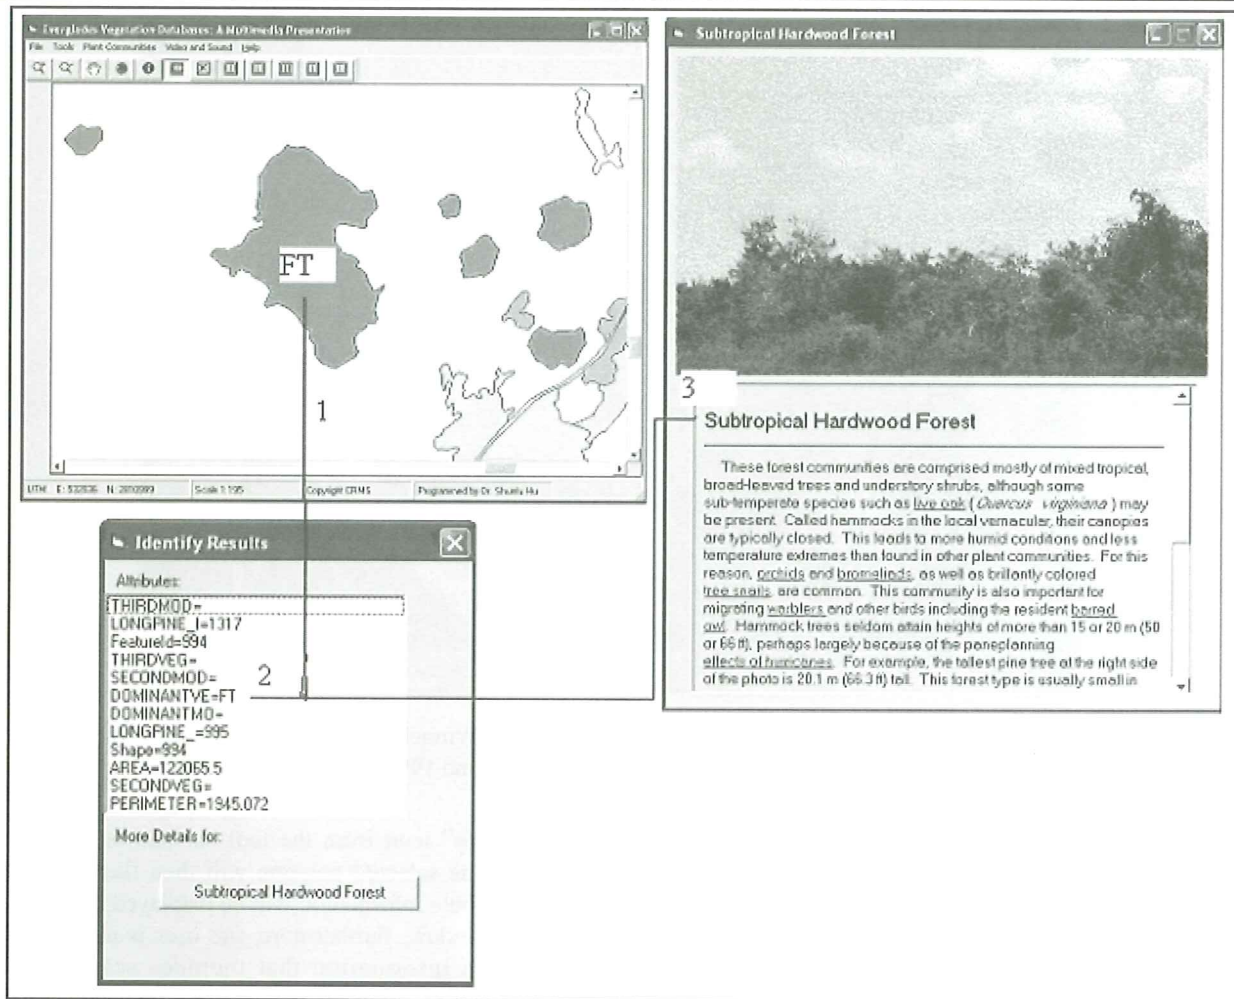 Everglades Vegetation Databases: A Multimedia Presentation
File Tools Plant Communities Video and Sound Help
FT
1
UTM E: 532836 N: 2810989 Scale 1:195 Copyright CRMS Programmed by Dr. Shunfu Hu
Identify Results
Attributes:
THIRDMOD=
LONGPINE_I=1317
FeatureId=994
THIRDVEG=
SECONDMOD=
2
DOMINANTVE=FT
DOMINANTMO=
LONGPINE_=995
Shape=994
AREA=122065.5
SECONDVEG=
PERIMETER=1945.072
More Details for:
Subtropical Hardwood Forest
Subtropical Hardwood Forest
3
Subtropical Hardwood Forest
These forest communities are comprised mostly of mixed tropical,
broad-leaved trees and understory shrubs, although some
sub-temperate species such as live oak ( Quercus virginiana ) may
be present. Called hammocks in the local vernacular, their canopies
are typically closed. This leads to more humid conditions and less
temperature extremes than found in other plant communities. For this
reason, orchids and bromeliads, as well as brillantly colored
tree snails, are common. This community is also important for
migrating warblers and other birds including the resident barred
owl. Hammock trees seldom attain heights of more than 15 or 20 m (50
or 66 ft), perhaps largely because of the paneplanning
effects of hurricanes. For example, the tallest pine tree at the right side
of the photo is 20.1 m (66.3 ft) tall. This forest type is usually small in